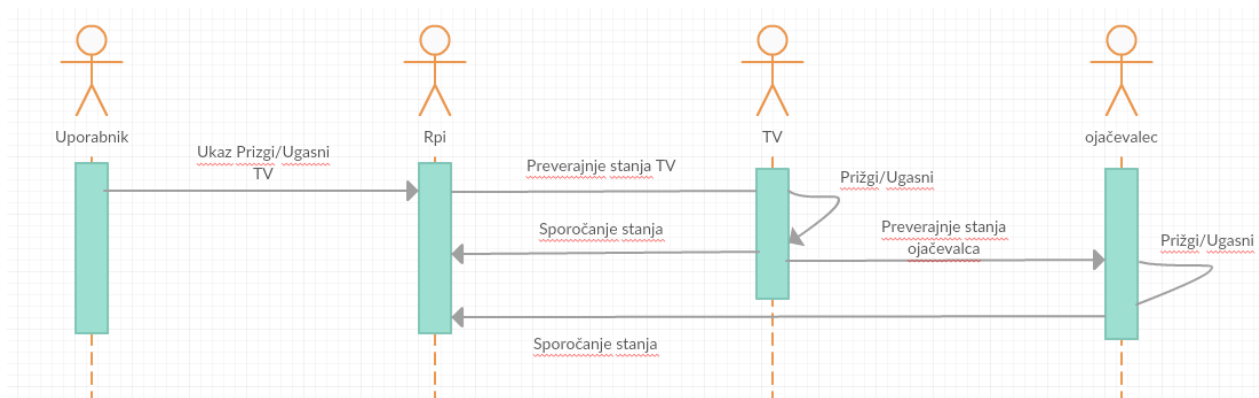 Uporabnik
Rpi
TV
ojačevalec
Ukaz Prizgi/Ugasni
TV
Preverajnje stanja TV
Prižgi/Ugasni
Sporočanje stanja
Preverajnje stanja
ojačevalca
Prižgi/Ugasni
Sporočanje stanja